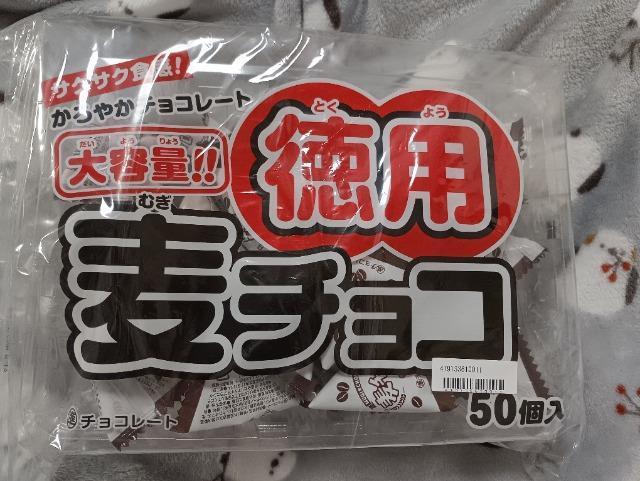 サクサク食感!
かろやかチョコレート
だい よう りょう
大容量!!
とく よう
徳用
むぎ
麦チョコ
チョコレート
50個入